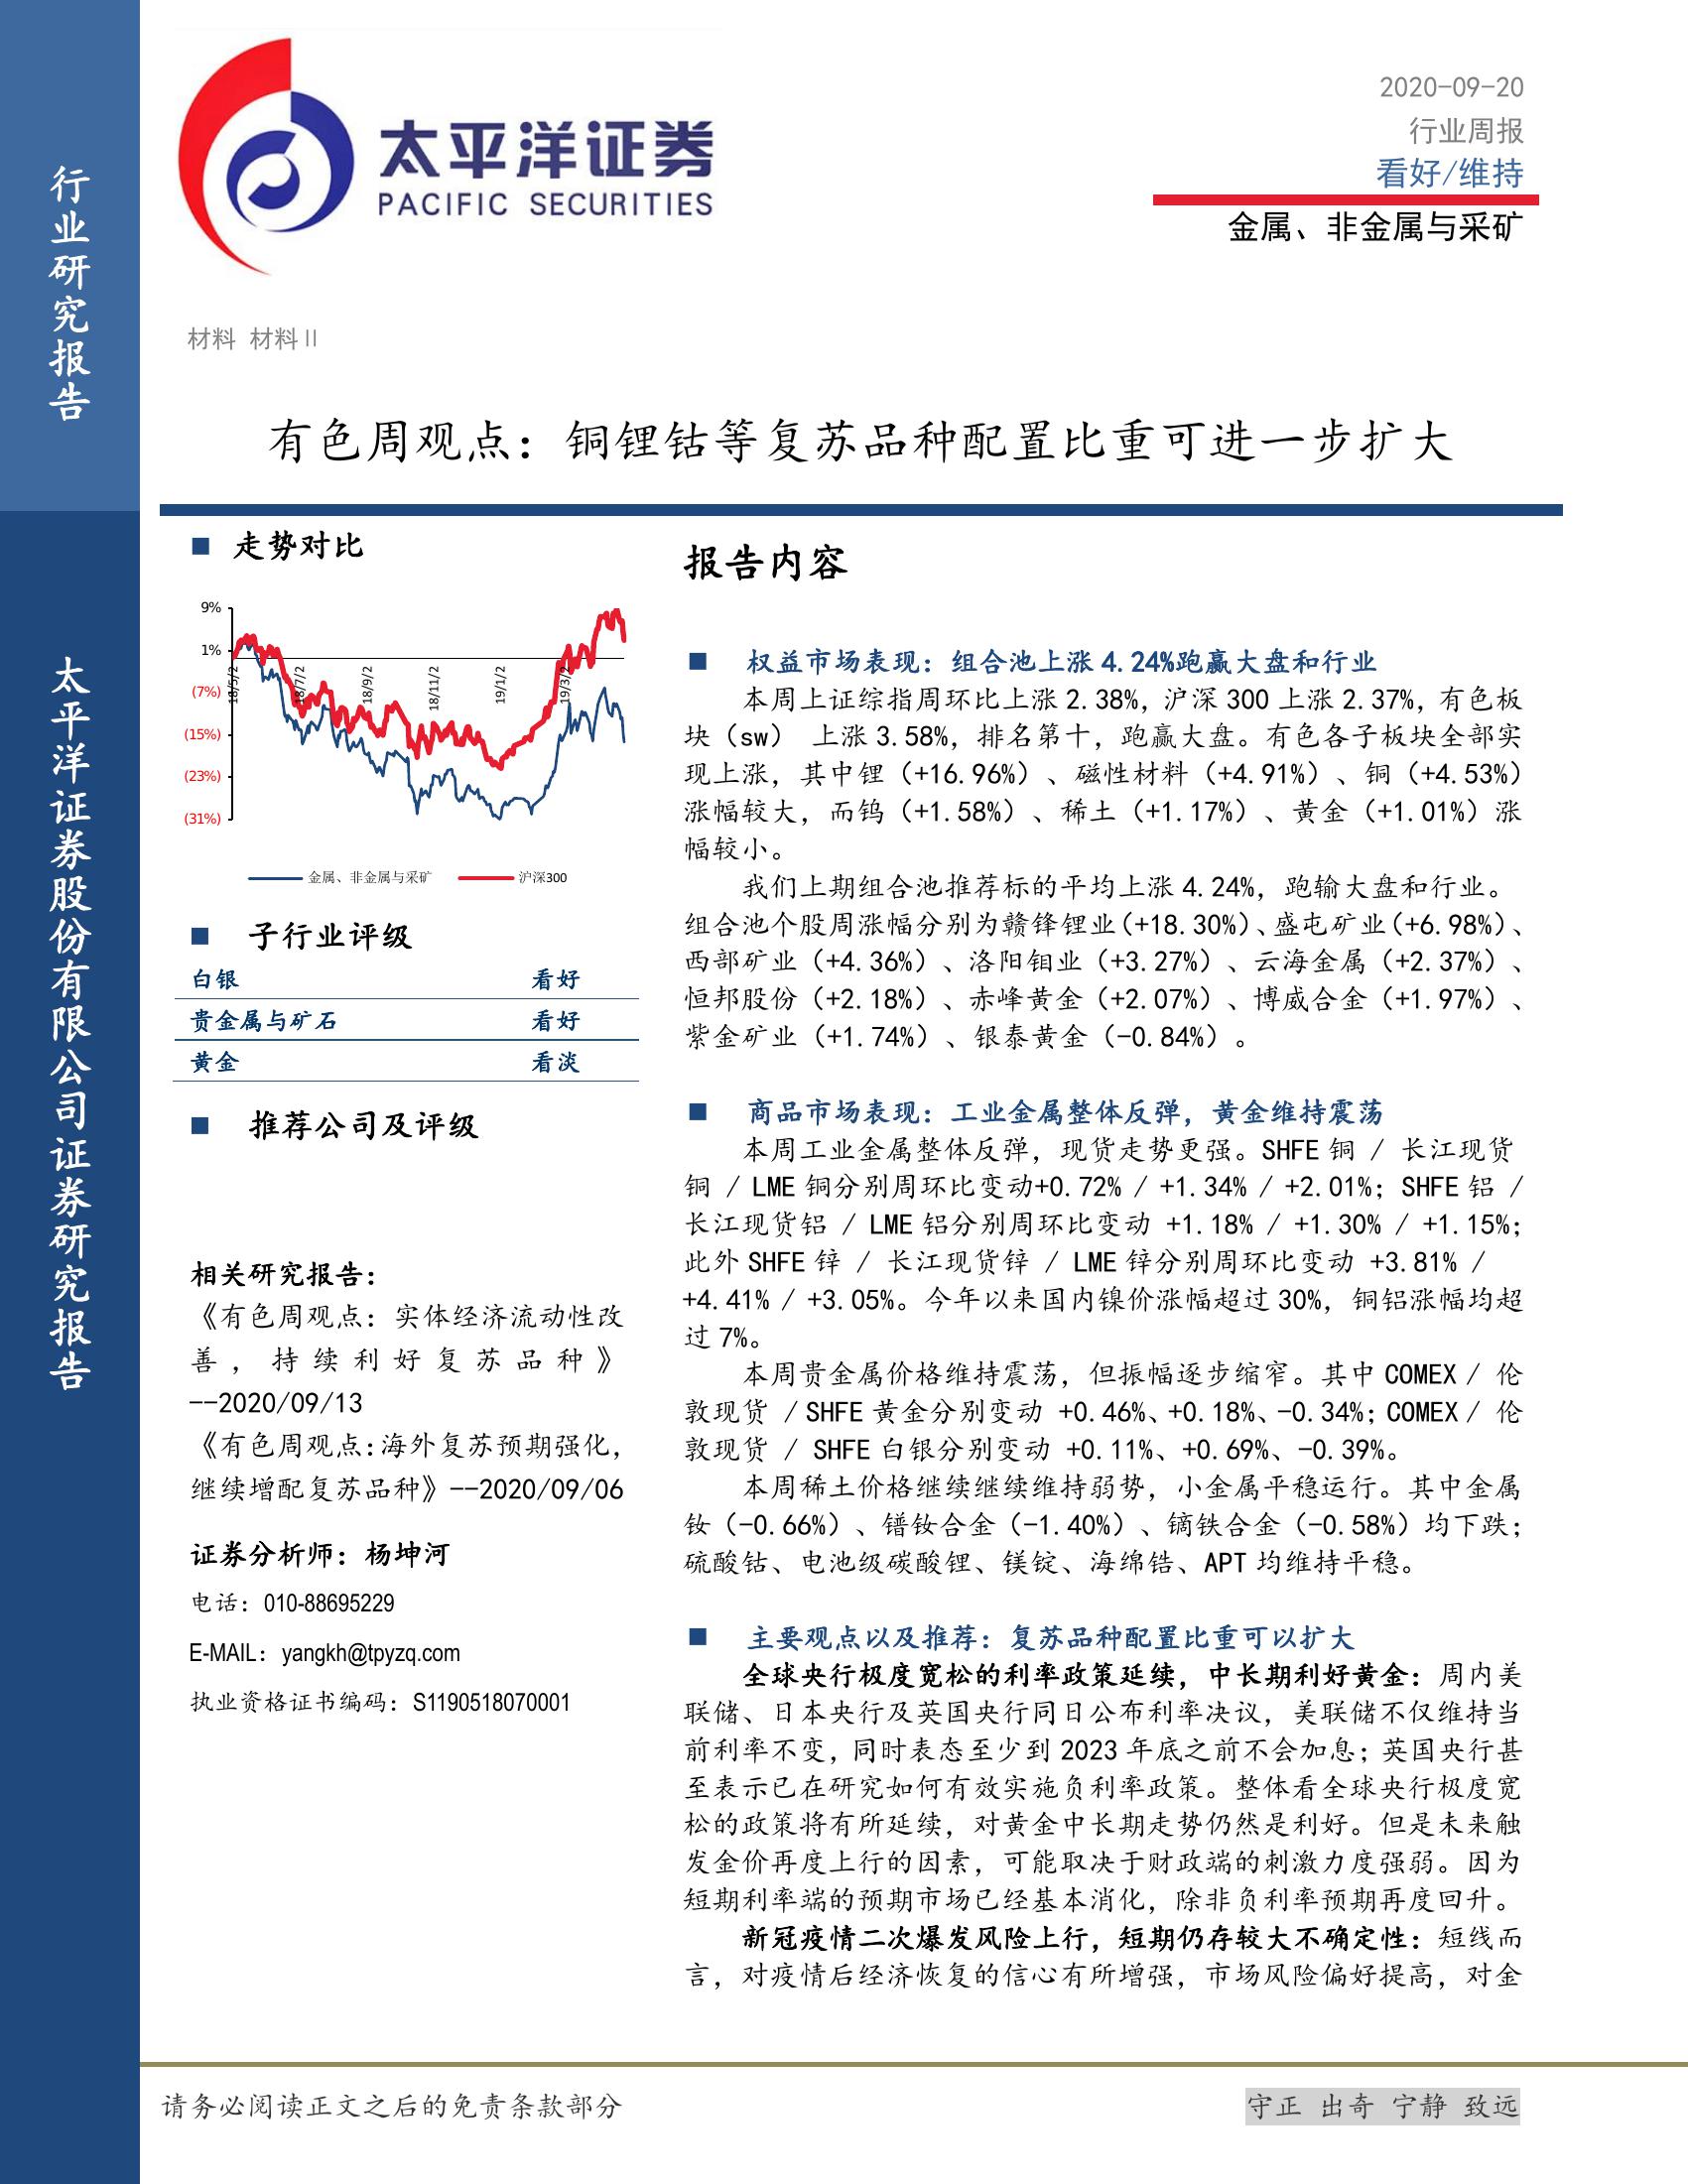 行业研究报告
太平洋证券股份有限公司证券研究报告
太平洋证券
PACIFIC SECURITIES
2020-09-20
行业周报
看好/维持
金属、非金属与采矿
材料 材料Ⅱ
有色周观点：铜锂钴等复苏品种配置比重可进一步扩大
■ 走势对比
9%
1%
(7%)
(15%)
(23%)
(31%)
18/5/2
18/7/2
18/9/2
18/11/2
19/1/2
19/3/2
金属、非金属与采矿 沪深300
■ 子行业评级
白银 看好
贵金属与矿石 看好
黄金 看淡
■ 推荐公司及评级
相关研究报告：
《有色周观点：实体经济流动性改
善，持续利好复苏品种》
--2020/09/13
《有色周观点:海外复苏预期强化,
继续增配复苏品种》--2020/09/06
证券分析师：杨坤河
电话：010-88695229
E-MAIL：yangkh@tpyzq.com
执业资格证书编码：S1190518070001
报告内容
■ 权益市场表现：组合池上涨 4.24%跑赢大盘和行业
本周上证综指周环比上涨 2.38%，沪深 300 上涨 2.37%，有色板
块（sw） 上涨 3.58%，排名第十，跑赢大盘。有色各子板块全部实
现上涨，其中锂（+16.96%）、磁性材料（+4.91%）、铜（+4.53%）
涨幅较大，而钨（+1.58%）、稀土（+1.17%）、黄金（+1.01%）涨
幅较小。
我们上期组合池推荐标的平均上涨 4.24%，跑输大盘和行业。
组合池个股周涨幅分别为赣锋锂业（+18.30%）、盛屯矿业（+6.98%）、
西部矿业（+4.36%）、洛阳钼业（+3.27%）、云海金属（+2.37%）、
恒邦股份（+2.18%）、赤峰黄金（+2.07%）、博威合金（+1.97%）、
紫金矿业（+1.74%）、银泰黄金（-0.84%）。
■ 商品市场表现：工业金属整体反弹，黄金维持震荡
本周工业金属整体反弹，现货走势更强。SHFE 铜 / 长江现货
铜 / LME 铜分别周环比变动+0.72% / +1.34% / +2.01%；SHFE 铝 /
长江现货铝 / LME 铝分别周环比变动 +1.18% / +1.30% / +1.15%；
此外 SHFE 锌 / 长江现货锌 / LME 锌分别周环比变动 +3.81% /
+4.41% / +3.05%。今年以来国内镍价涨幅超过 30%，铜铝涨幅均超
过 7%。
本周贵金属价格维持震荡，但振幅逐步缩窄。其中 COMEX / 伦
敦现货 / SHFE 黄金分别变动 +0.46%、+0.18%、-0.34%；COMEX / 伦
敦现货 / SHFE 白银分别变动 +0.11%、+0.69%、-0.39%。
本周稀土价格继续继续维持弱势，小金属平稳运行。其中金属
钕（-0.66%）、镨钕合金（-1.40%）、镝铁合金（-0.58%）均下跌；
硫酸钴、电池级碳酸锂、镁锭、海绵锆、APT 均维持平稳。
■ 主要观点以及推荐：复苏品种配置比重可以扩大
全球央行极度宽松的利率政策延续，中长期利好黄金：周内美
联储、日本央行及英国央行同日公布利率决议，美联储不仅维持当
前利率不变，同时表态至少到 2023 年底之前不会加息；英国央行甚
至表示已在研究如何有效实施负利率政策。整体看全球央行极度宽
松的政策将有所延续，对黄金中长期走势仍然是利好。但是未来触
发金价再度上行的因素，可能取决于财政端的刺激力度强弱。因为
短期利率端的预期市场已经基本消化，除非负利率预期再度回升。
新冠疫情二次爆发风险上行，短期仍存较大不确定性：短线而
言，对疫情后经济恢复的信心有所增强，市场风险偏好提高，对金
请务必阅读正文之后的免责条款部分
守正 出奇 宁静 致远